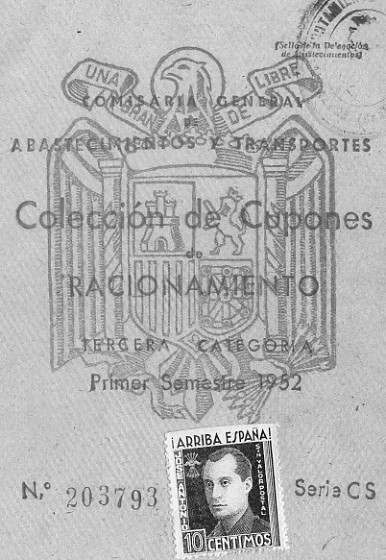 [Sello de la Delegación
de Abastecimientos]
UNA GRANDE LIBRE
COMISARIA GENERAL
DE
ABASTECIMIENTOS Y TRANSPORTES
Colección de Cupones
de
RACIONAMIENTO
TERCERA CATEGORIA
Primer Semestre 1952
¡ARRIBA ESPAÑA!
JOSE ANTONIO
SIN VALOR POSTAL
10 CENTIMOS
N.º 203793
Serie CS